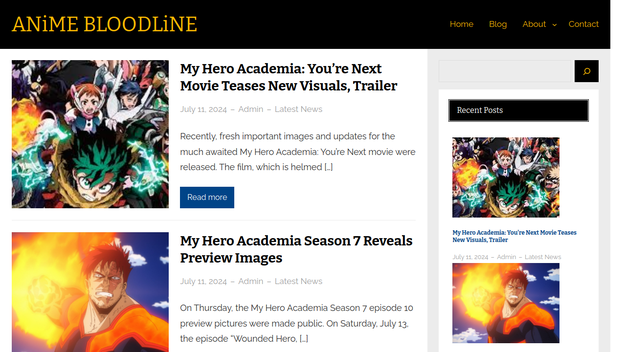 ANiME BLOODLiNE
Home Blog About Contact
My Hero Academia: You're Next
Movie Teases New Visuals, Trailer
July 11, 2024 – Admin – Latest News
Recently, fresh important images and updates for the
much awaited My Hero Academia: You're Next movie were
released. The film, which is helmed [...]
Read more
My Hero Academia Season 7 Reveals
Preview Images
July 11, 2024 – Admin – Latest News
On Thursday, the My Hero Academia Season 7 episode 10
preview pictures were made public. On Saturday, July 13,
the episode "Wounded Hero, [...]
Recent Posts
My Hero Academia: You're Next Movie Teases
New Visuals, Trailer
July 11, 2024 – Admin – Latest News